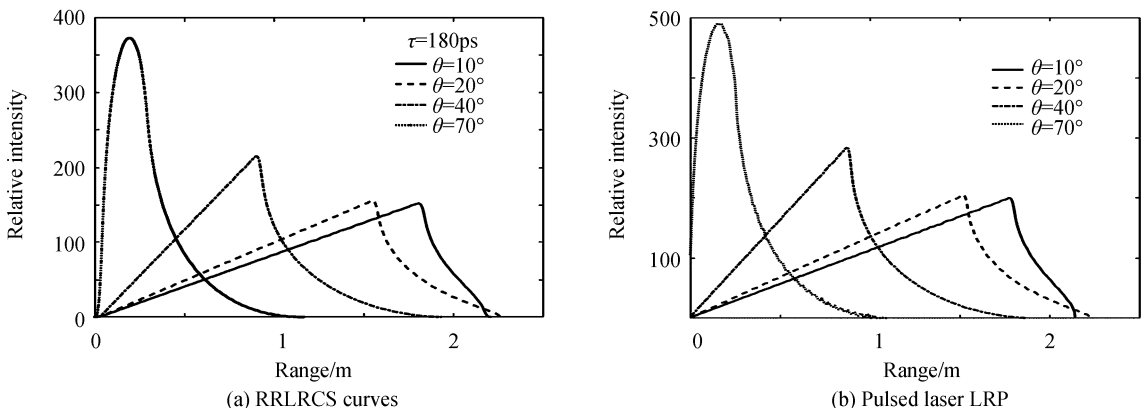 400
300
200
100
0
Relative intensity
τ=180ps
θ=10°
θ=20°
θ=40°
θ=70°
0 1 2
Range/m
(a) RRLRCS curves
500
300
100
Relative intensity
θ=10°
θ=20°
θ=40°
θ=70°
0 1 2
Range/m
(b) Pulsed laser LRP